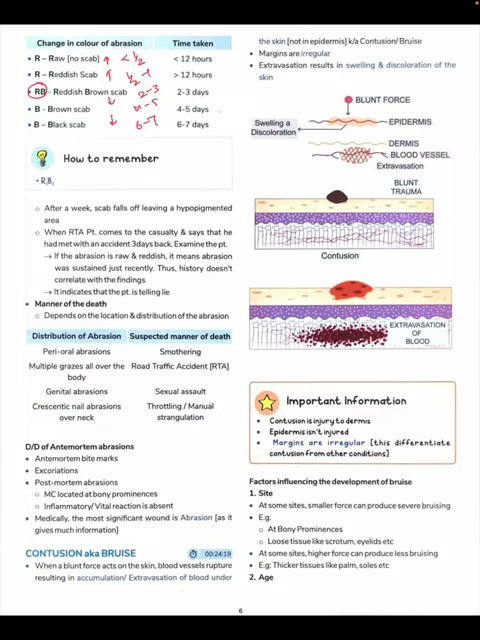 Change in colour of abrasion Time taken
• R – Raw [no scab] ↑ < 1/2 < 12 hours
• R – Reddish Scab ↑ 1/2 - 1 > 12 hours
• RB - Reddish Brown scab 2-3 2-3 days
• B - Brown scab ↓ 4-5 4-5 days
• B – Black scab ↓ 6-7 6-7 days
How to remember
• R₃B₃
○ After a week, scab falls off leaving a hypopigmented
area
○ When RTA Pt. comes to the casualty & says that he
had met with an accident 3days back. Examine the pt.
→ If the abrasion is raw & reddish, it means abrasion
was sustained just recently. Thus, history doesn't
correlate with the findings
→ It indicates that the pt. is telling lie
• Manner of the death
○ Depends on the location & distribution of the abrasion
Distribution of Abrasion Suspected manner of death
Peri-oral abrasions Smothering
Multiple grazes all over the Road Traffic Accident [RTA]
body
Genital abrasions Sexual assault
Crescentic nail abrasions Throttling / Manual
over neck strangulation
D/D of Antemortem abrasions
• Antemortem bite marks
• Excoriations
• Post-mortem abrasions
○ MC located at bony prominences
○ Inflammatory/Vital reaction is absent
• Medically, the most significant wound is Abrasion [as it
gives much information]
CONTUSION aka BRUISE 00:24:19
• When a blunt force acts on the skin, blood vessels rupture
resulting in accumulation/ Extravasation of blood under
the skin [not in epidermis] k/a Contusion/ Bruise
• Margins are irregular
• Extravasation results in swelling & discoloration of the
skin
BLUNT FORCE
Swelling a
Discoloration
EPIDERMIS
DERMIS
BLOOD VESSEL
Extravasation
BLUNT
TRAUMA
Contusion
EXTRAVASATION
OF
BLOOD
Important Information
• Contusion is injury to dermis
• Epidermis isn't injured
• Margins are irregular [this differentiate
contusion from other conditions]
Factors influencing the development of bruise
1. Site
• At some sites, smaller force can produce severe bruising
• E.g.
○ At Bony Prominences
○ Loose tissue like scrotum, eyelids etc
• At some sites, higher force can produce less bruising
• E.g: Thicker tissues like palm, soles etc
2. Age
6